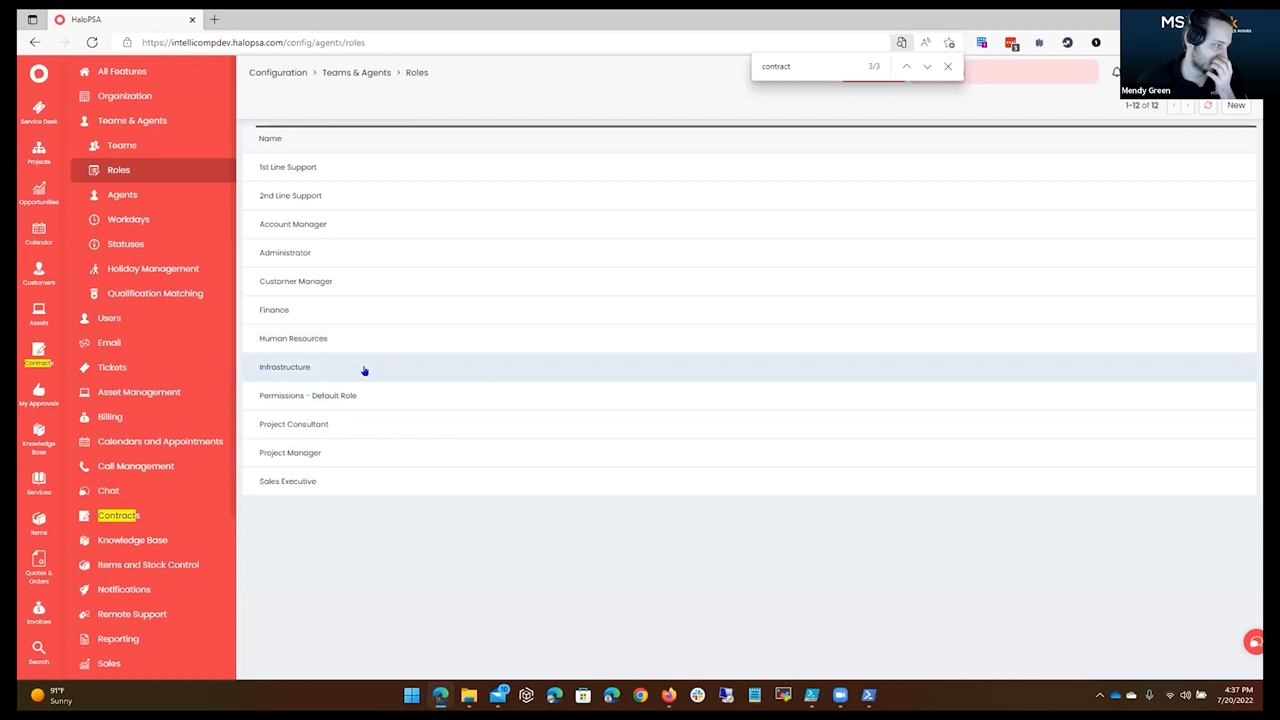 HaloPSA
https://intellicompdev.halopsa.com/config/agents/roles
contract
3/3
MS
Mendy Green
Configuration > Teams & Agents > Roles
1-12 of 12
New
Service Desk
Projects
Opportunities
Calendar
Customers
Assets
Contracts
My Approvals
Knowledge
Base
Services
Items
Quotes &
Orders
Invoices
Search
All Features
Organization
Teams & Agents
Teams
Roles
Agents
Workdays
Statuses
Holiday Management
Qualification Matching
Users
Email
Tickets
Asset Management
Billing
Calendars and Appointments
Call Management
Chat
Contracts
Knowledge Base
Items and Stock Control
Notifications
Remote Support
Reporting
Sales
Name
1st Line Support
2nd Line Support
Account Manager
Administrator
Customer Manager
Finance
Human Resources
Infrastructure
Permissions - Default Role
Project Consultant
Project Manager
Sales Executive
91°F
Sunny
4:37 PM
7/20/2022